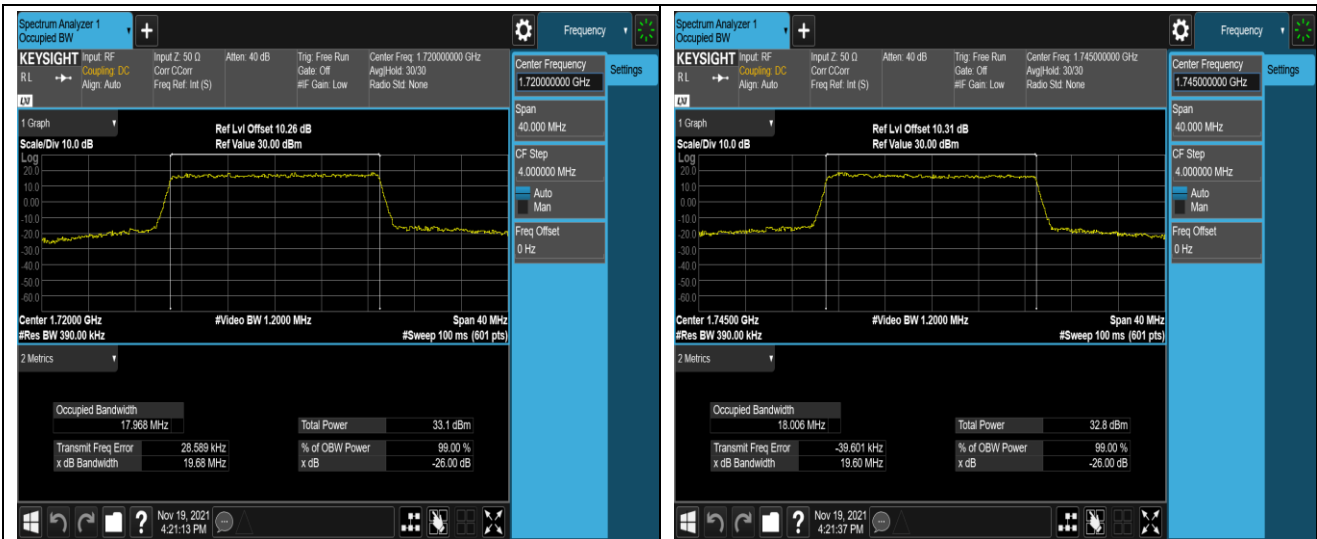 Spectrum Analyzer 1
Occupied BW
+
Frequency
KEYSIGHT
Input: RF
Coupling: DC
Align: Auto
Input Z: 50 Ω
Corr CCorr
Freq Ref: Int (S)
Atten: 40 dB
Trig: Free Run
Gate: Off
#IF Gain: Low
Center Freq: 1.720000000 GHz
Avg|Hold: 30/30
Radio Std: None
RL
LXI
Center Frequency
1.720000000 GHz
Settings
Span
40.000 MHz
CF Step
4.000000 MHz
Auto
Man
Freq Offset
0 Hz
1 Graph
Ref Lvl Offset 10.26 dB
Scale/Div 10.0 dB
Ref Value 30.00 dBm
Log
20.0
10.0
0.00
-10.0
-20.0
-30.0
-40.0
-50.0
-60.0
Center 1.72000 GHz
#Video BW 1.2000 MHz
Span 40 MHz
#Res BW 390.00 kHz
#Sweep 100 ms (601 pts)
2 Metrics
Occupied Bandwidth
17.968 MHz
Total Power 33.1 dBm
Transmit Freq Error 28.589 kHz
% of OBW Power 99.00 %
x dB Bandwidth 19.68 MHz
x dB -26.00 dB
?
Nov 19, 2021
4:21:13 PM
Spectrum Analyzer 1
Occupied BW
+
Frequency
KEYSIGHT
Input: RF
Coupling: DC
Align: Auto
Input Z: 50 Ω
Corr CCorr
Freq Ref: Int (S)
Atten: 40 dB
Trig: Free Run
Gate: Off
#IF Gain: Low
Center Freq: 1.745000000 GHz
Avg|Hold: 30/30
Radio Std: None
RL
LXI
Center Frequency
1.745000000 GHz
Settings
Span
40.000 MHz
CF Step
4.000000 MHz
Auto
Man
Freq Offset
0 Hz
1 Graph
Ref Lvl Offset 10.31 dB
Scale/Div 10.0 dB
Ref Value 30.00 dBm
Log
20.0
10.0
0.00
-10.0
-20.0
-30.0
-40.0
-50.0
-60.0
Center 1.74500 GHz
#Video BW 1.2000 MHz
Span 40 MHz
#Res BW 390.00 kHz
#Sweep 100 ms (601 pts)
2 Metrics
Occupied Bandwidth
18.006 MHz
Total Power 32.8 dBm
Transmit Freq Error -39.601 kHz
% of OBW Power 99.00 %
x dB Bandwidth 19.60 MHz
x dB -26.00 dB
?
Nov 19, 2021
4:21:37 PM